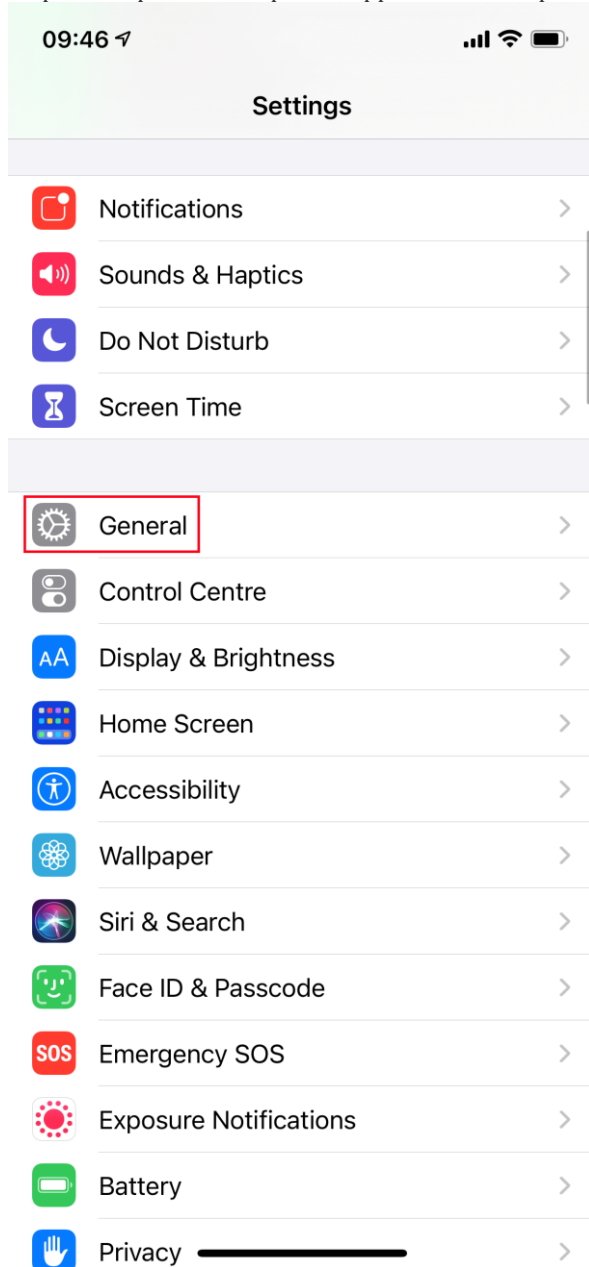 09:46
Settings
Notifications
Sounds & Haptics
Do Not Disturb
Screen Time
General
Control Centre
AA Display & Brightness
Home Screen
Accessibility
Wallpaper
Siri & Search
Face ID & Passcode
SOS Emergency SOS
Exposure Notifications
Battery
Privacy